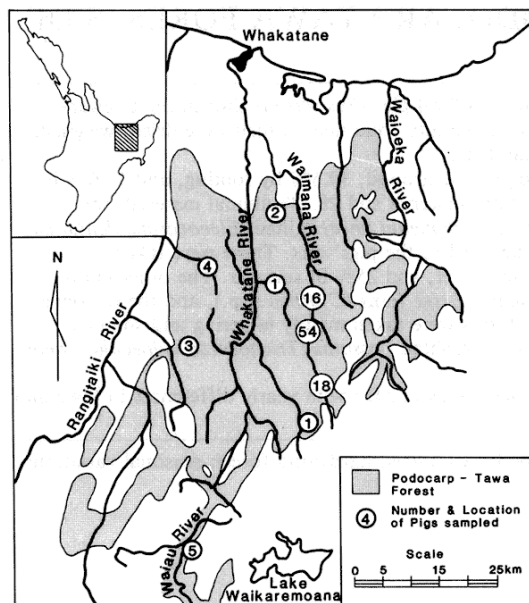 Whakatane
Waioeka
River
Waimana River
Whakatane River
N
Rangitaiki River
2
4
1
16
54
3
18
1
Waiau River
5
Lake
Waikaremoana
Podocarp - Tawa
Forest
4
Number & Location
of Pigs sampled
Scale
0 5 15 25km